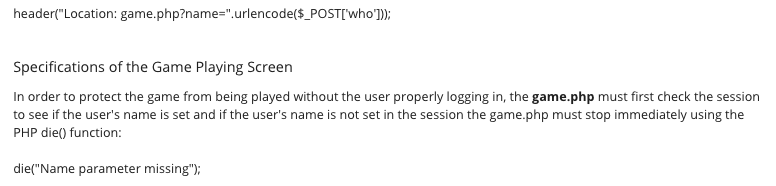 header("Location: game.php?name=".urlencode($_POST['who']));
Specifications of the Game Playing Screen
In order to protect the game from being played without the user properly logging in, the game.php must first check the session
to see if the user's name is set and if the user's name is not set in the session the game.php must stop immediately using the
PHP die() function:
die("Name parameter missing");